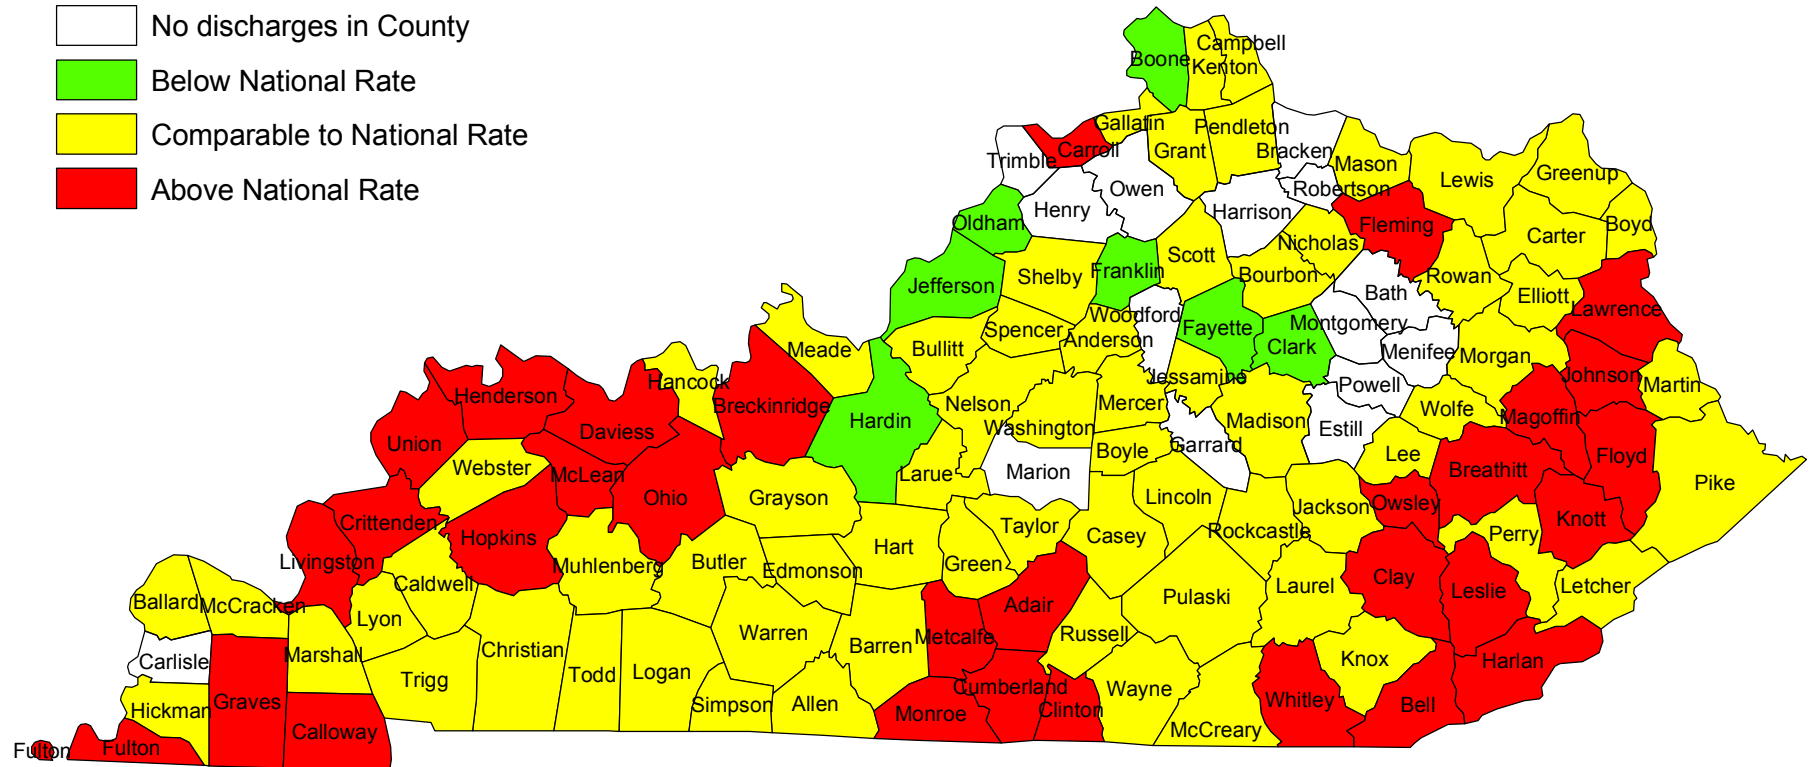 No discharges in County
Below National Rate
Comparable to National Rate
Above National Rate
Boone
Campbell
Kenton
Gallatin
Grant
Pendleton
Bracken
Trimble
Carroll
Owen
Mason
Robertson
Lewis
Greenup
Henry
Harrison
Fleming
Boyd
Oldham
Nicholas
Carter
Scott
Shelby
Franklin
Bourbon
Rowan
Jefferson
Bath
Elliott
Lawrence
Woodford
Fayette
Montgomery
Spencer
Anderson
Clark
Bullitt
Meade
Menifee
Morgan
Jessamine
Powell
Johnson
Martin
Hancock
Henderson
Breckinridge
Hardin
Nelson
Mercer
Madison
Wolfe
Magoffin
Daviess
Washington
Estill
Union
Garrard
Boyle
Lee
Floyd
Webster
McLean
Larue
Marion
Breathitt
Pike
Ohio
Grayson
Lincoln
Owsley
Jackson
Crittenden
Taylor
Rockcastle
Knott
Hopkins
Hart
Casey
Perry
Livingston
Muhlenberg
Butler
Edmonson
Green
Caldwell
Clay
Laurel
Leslie
Letcher
Ballard
McCracken
Adair
Pulaski
Lyon
Warren
Metcalfe
Russell
Barren
Christian
Marshall
Carlisle
Knox
Harlan
Trigg
Todd
Logan
Cumberland
Wayne
Graves
Hickman
Simpson
Allen
Monroe
Clinton
Whitley
Bell
Calloway
McCreary
Fulton
Fulton